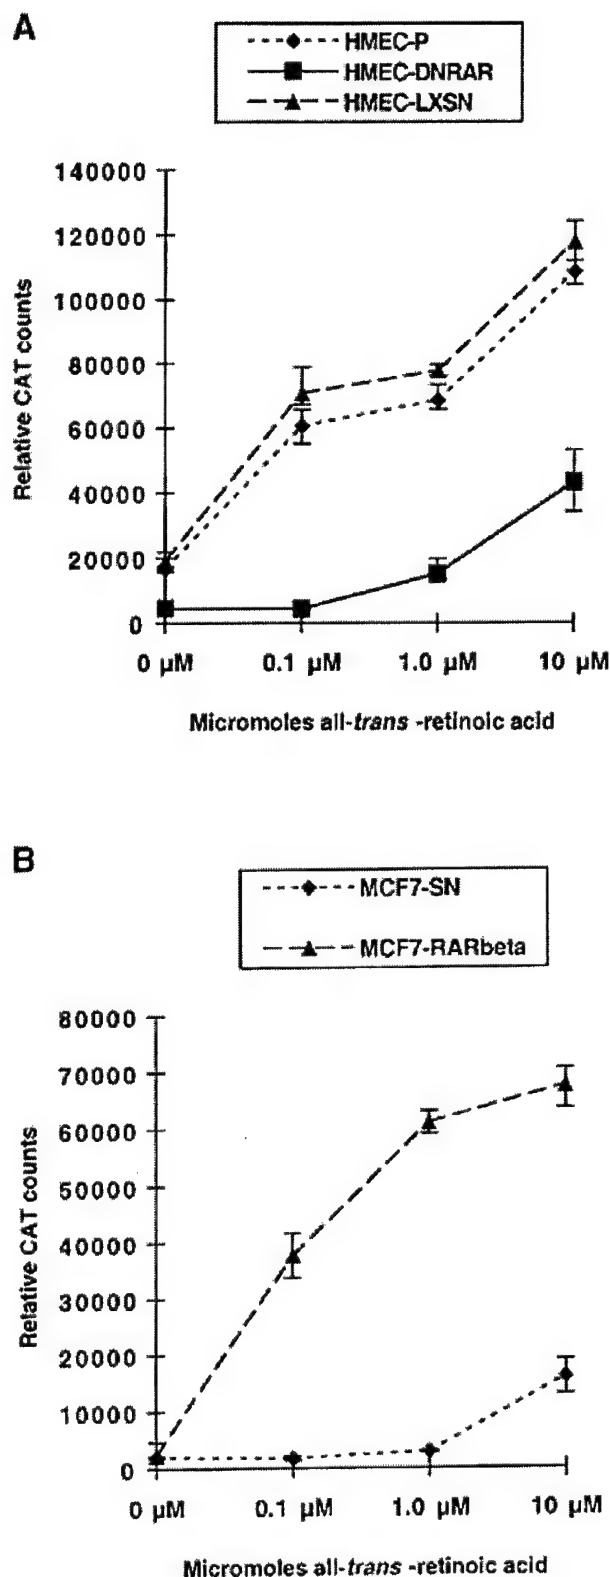 A
HMEC-P
HMEC-DNRAR
HMEC-LXSN
140000
120000
100000
80000
60000
40000
20000
0
Relative CAT counts
0 µM 0.1 µM 1.0 µM 10 µM
Micromoles all-trans -retinoic acid
B
MCF7-SN
MCF7-RARbeta
80000
70000
60000
50000
40000
30000
20000
10000
0
Relative CAT counts
0 µM 0.1 µM 1.0 µM 10 µM
Micromoles all-trans -retinoic acid